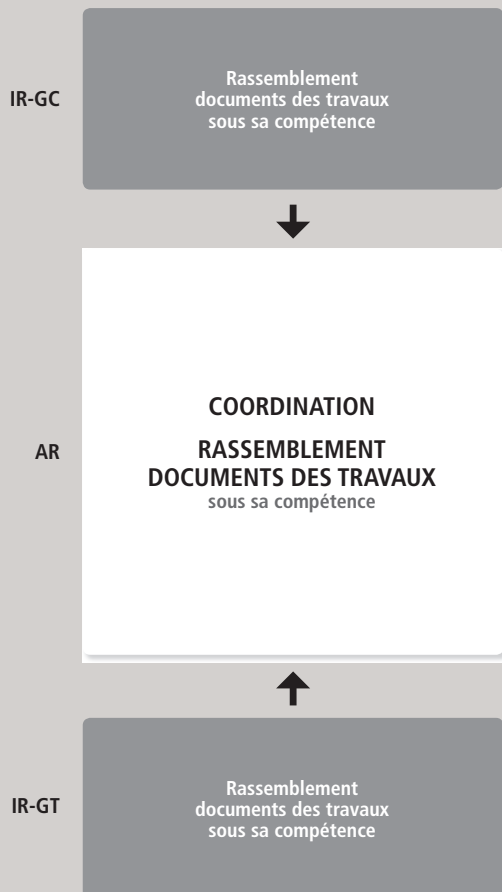 IR-GC
Rassemblement
documents des travaux
sous sa compétence
AR
COORDINATION
RASSEMBLEMENT
DOCUMENTS DES TRAVAUX
sous sa compétence
IR-GT
Rassemblement
documents des travaux
sous sa compétence